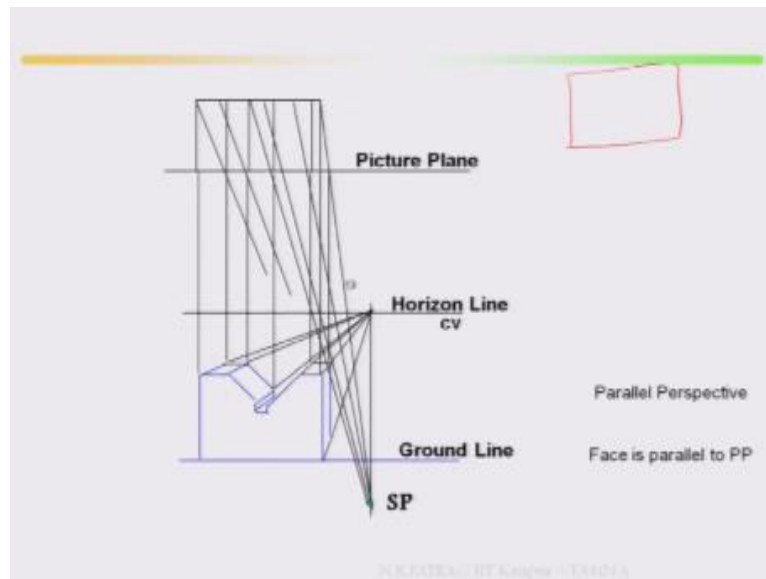 Picture Plane
Horizon Line
CV
Parallel Perspective
Ground Line
Face is parallel to PP
SP